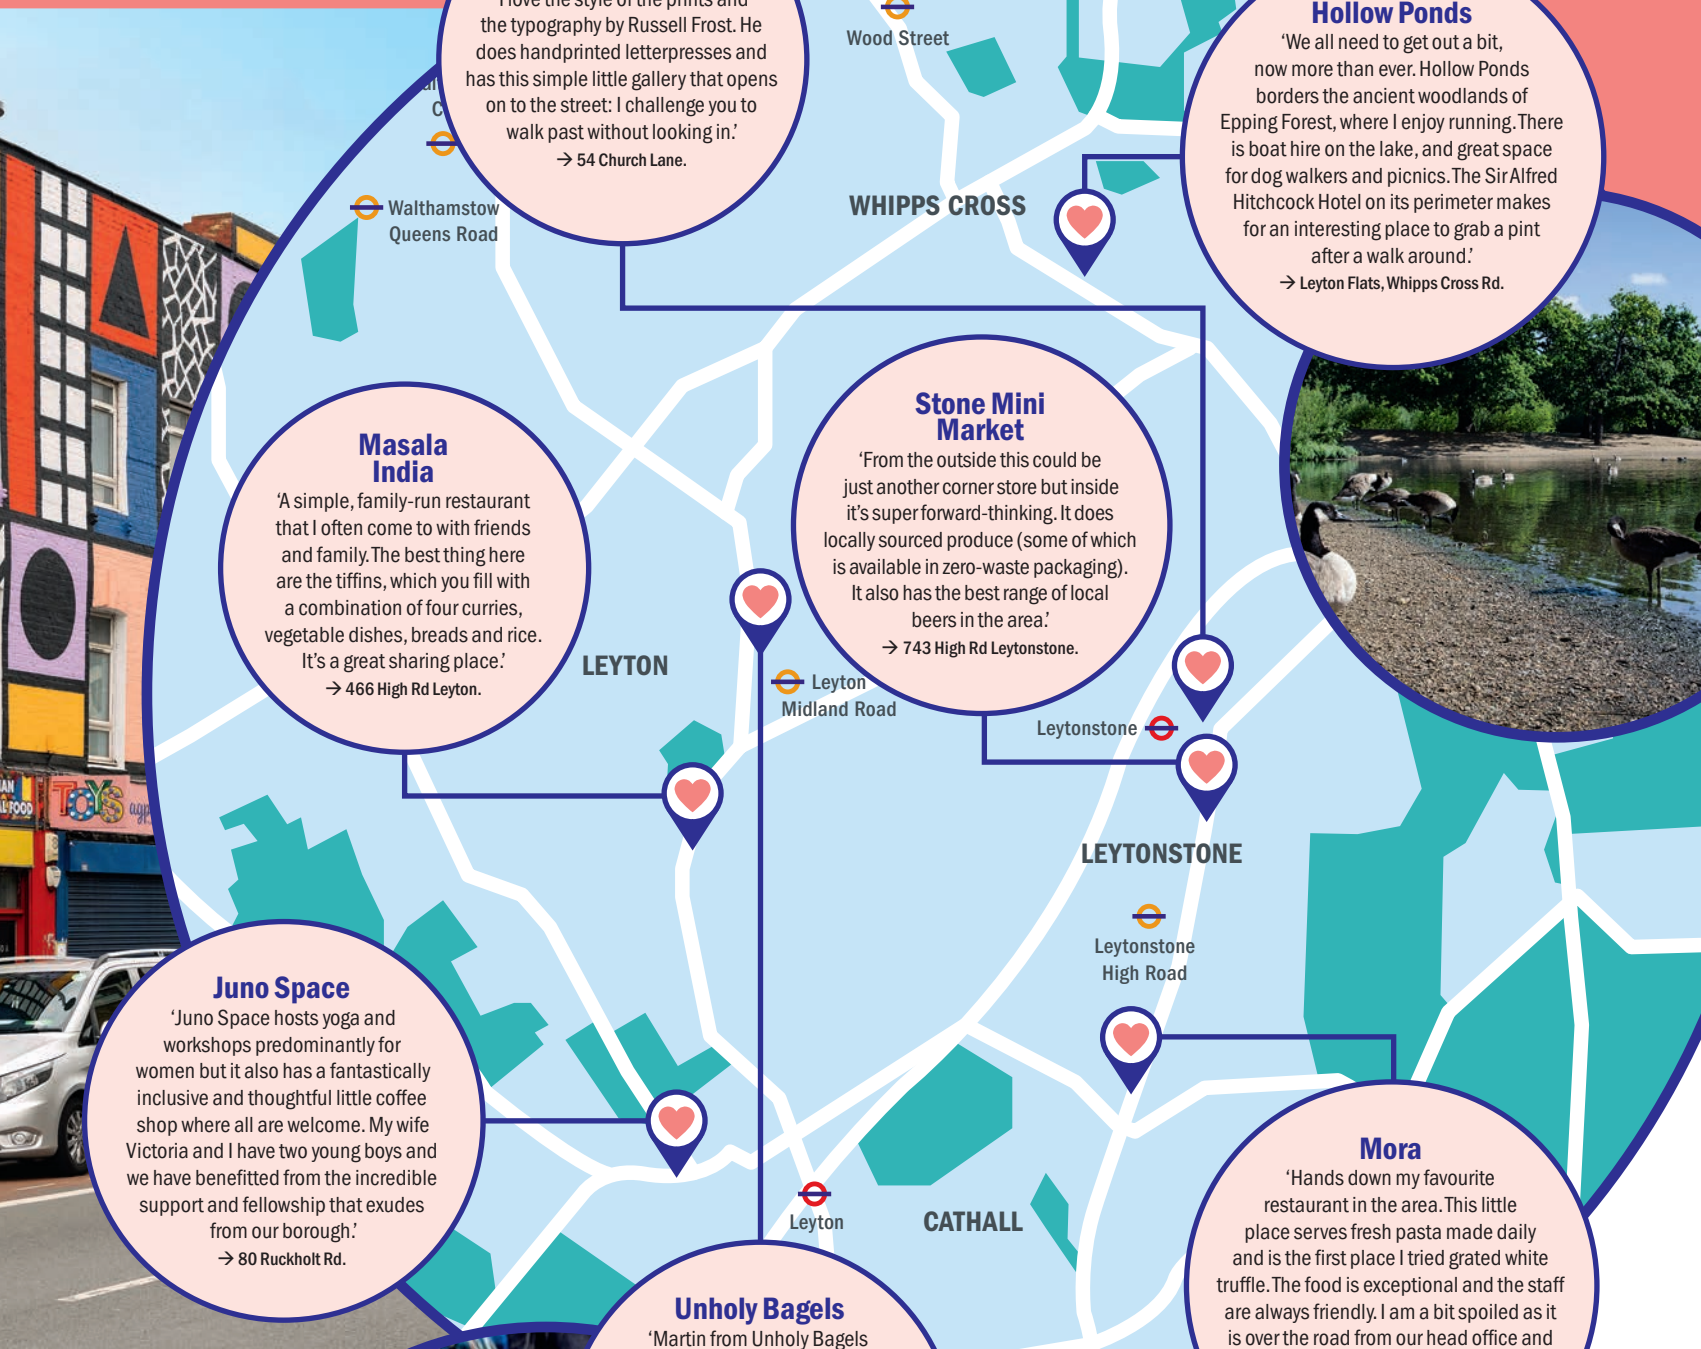 I love the style of the prints and
the typography by Russell Frost. He
does handprinted letterpresses and
has this simple little gallery that opens
on to the street: I challenge you to
walk past without looking in.’
→ 54 Church Lane.
Wood Street
Hollow Ponds
‘We all need to get out a bit,
now more than ever. Hollow Ponds
borders the ancient woodlands of
Epping Forest, where I enjoy running. There
is boat hire on the lake, and great space
for dog walkers and picnics. The Sir Alfred
Hitchcock Hotel on its perimeter makes
for an interesting place to grab a pint
after a walk around.’
→ Leyton Flats, Whipps Cross Rd.
Walthamstow
Queens Road
WHIPPS CROSS
Masala
India
‘A simple, family-run restaurant
that I often come to with friends
and family. The best thing here
are the tiffins, which you fill with
a combination of four curries,
vegetable dishes, breads and rice.
It’s a great sharing place.’
→ 466 High Rd Leyton.
Stone Mini
Market
‘From the outside this could be
just another corner store but inside
it’s super forward-thinking. It does
locally sourced produce (some of which
is available in zero-waste packaging).
It also has the best range of local
beers in the area.’
→ 743 High Rd Leytonstone.
LEYTON
Leyton
Midland Road
Leytonstone
LEYTONSTONE
Leytonstone
High Road
TOYS
FOOD
Juno Space
‘Juno Space hosts yoga and
workshops predominantly for
women but it also has a fantastically
inclusive and thoughtful little coffee
shop where all are welcome. My wife
Victoria and I have two young boys and
we have benefitted from the incredible
support and fellowship that exudes
from our borough.’
→ 80 Ruckholt Rd.
Leyton
CATHALL
Mora
‘Hands down my favourite
restaurant in the area. This little
place serves fresh pasta made daily
and is the first place I tried grated white
truffle. The food is exceptional and the staff
are always friendly. I am a bit spoiled as it
is over the road from our head office and
Unholy Bagels
‘Martin from Unholy Bagels